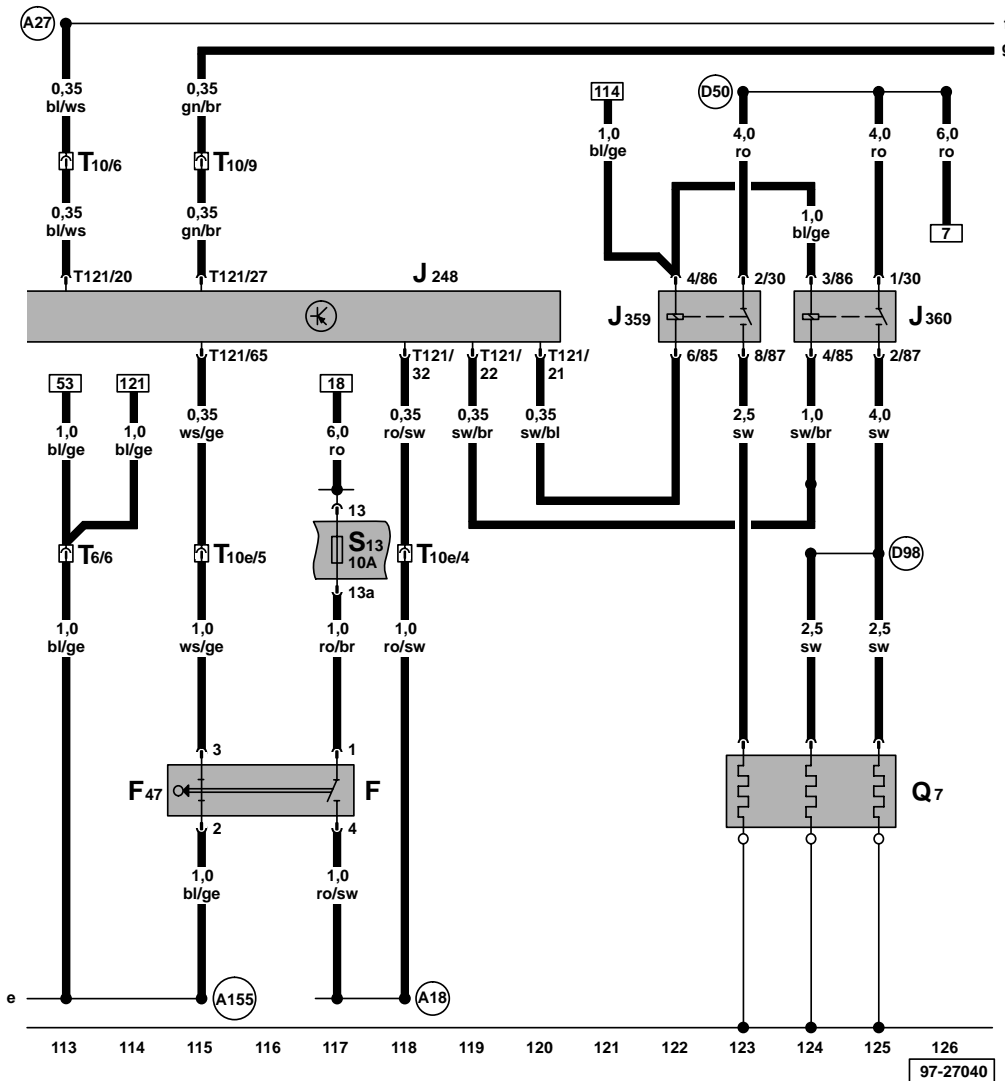 A27
0,35
bl/ws
0,35
gn/br
114
D50
1,0
bl/ge
4,0
ro
4,0
ro
6,0
ro
T10/6
T10/9
0,35
bl/ws
0,35
gn/br
1,0
bl/ge
7
T121/20
T121/27
J 248
4/86
2/30
3/86
1/30
J359
J360
T121/65
T121/
32
T121/
22
T121/
21
6/85
8/87
4/85
2/87
53
121
18
1,0
bl/ge
1,0
bl/ge
0,35
ws/ge
6,0
ro
0,35
ro/sw
0,35
sw/br
0,35
sw/bl
2,5
sw
1,0
sw/br
4,0
sw
13
S13
10A
T6/6
T10e/5
T10e/4
D98
13a
1,0
bl/ge
1,0
ws/ge
1,0
ro/br
1,0
ro/sw
2,5
sw
2,5
sw
3
1
F47
F
Q7
2
4
1,0
bl/ge
1,0
ro/sw
e
A155
A18
113 114 115 116 117 118 119 120 121 122 123 124 125 126
97-27040